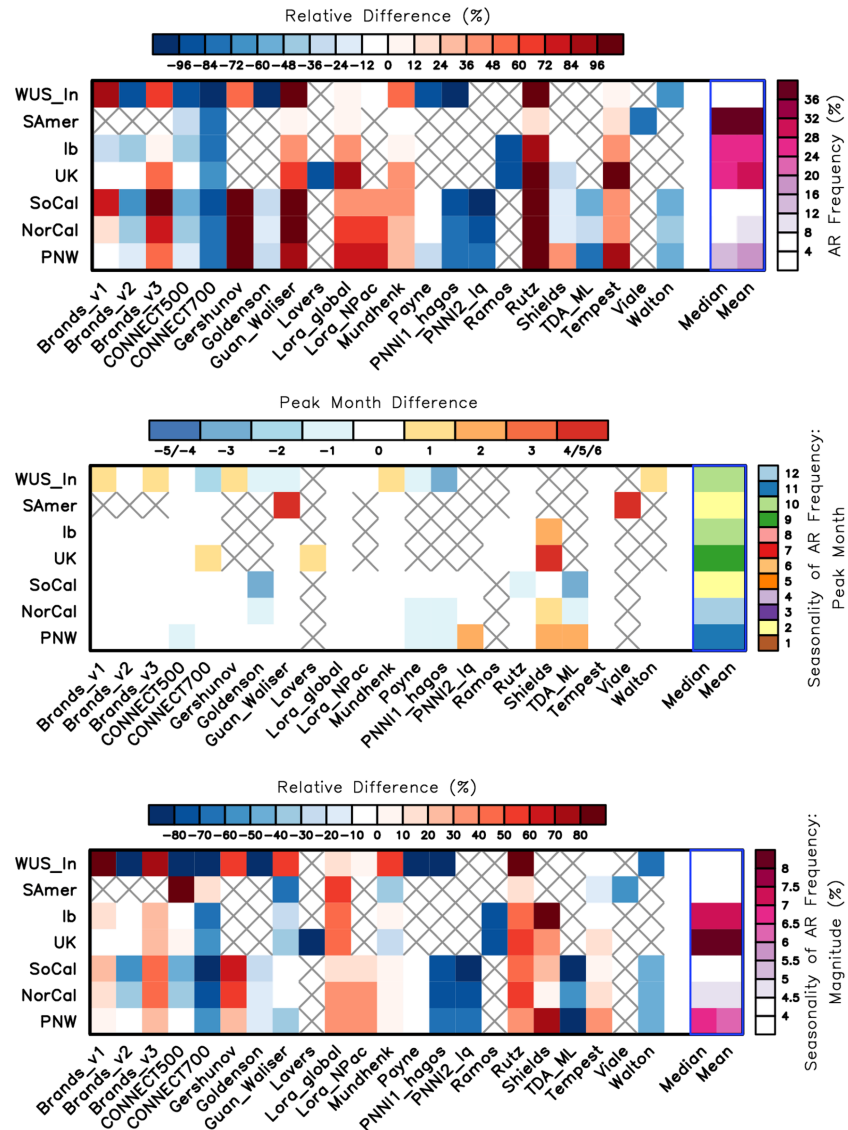 Relative Difference (%)
-96 -84 -72 -60 -48 -36 -24 -12 0 12 24 36 48 60 72 84 96
WUS_In
SAmer
Ib
UK
SoCal
NorCal
PNW
Brands_v1 Brands_v2 Brands_v3 CONNECT500 CONNECT700 Gershunov Goldenson Guan_Waliser Lavers Lora_global Lora_NPac Mundhenk Payne PNNl1_hagos PNNl2_lq Ramos Rutz Shields TDA_ML Tempest Viale Walton Median Mean
36
32
28
24
20
16
12
8
4
AR Frequency (%)
Peak Month Difference
-5/-4 -3 -2 -1 0 1 2 3 4/5/6
WUS_In
SAmer
Ib
UK
SoCal
NorCal
PNW
Brands_v1 Brands_v2 Brands_v3 CONNECT500 CONNECT700 Gershunov Goldenson Guan_Waliser Lavers Lora_global Lora_NPac Mundhenk Payne PNNl1_hagos PNNl2_lq Ramos Rutz Shields TDA_ML Tempest Viale Walton Median Mean
12
11
10
9
8
7
6
5
4
3
2
1
Seasonality of AR Frequency:
Peak Month
Relative Difference (%)
-80 -70 -60 -50 -40 -30 -20 -10 0 10 20 30 40 50 60 70 80
WUS_In
SAmer
Ib
UK
SoCal
NorCal
PNW
Brands_v1 Brands_v2 Brands_v3 CONNECT500 CONNECT700 Gershunov Goldenson Guan_Waliser Lavers Lora_global Lora_NPac Mundhenk Payne PNNl1_hagos PNNl2_lq Ramos Rutz Shields TDA_ML Tempest Viale Walton Median Mean
8
7.5
7
6.5
6
5.5
5
4.5
4
Seasonality of AR Frequency:
Magnitude (%)